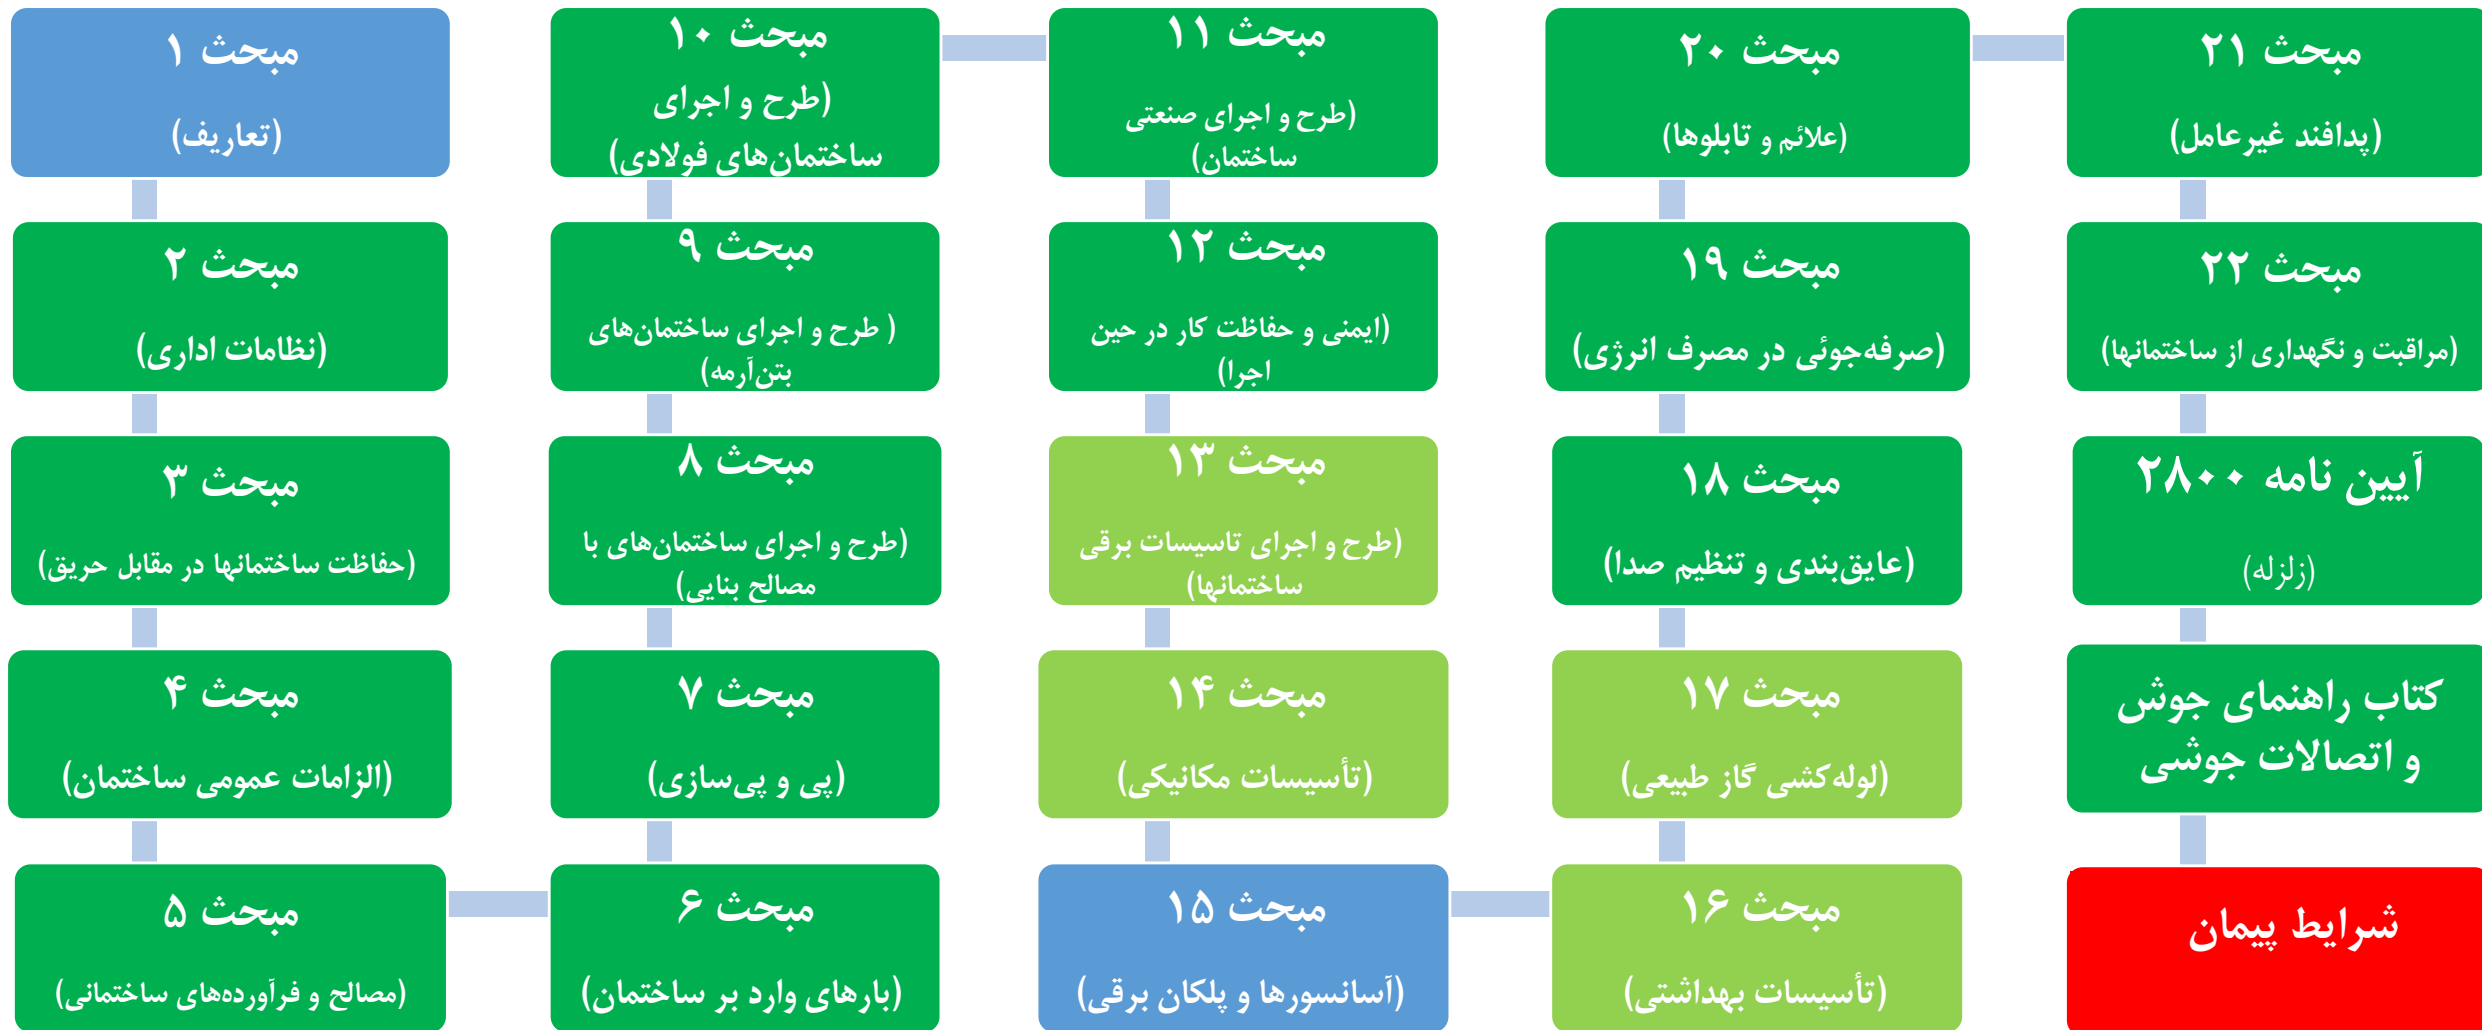 مبحث ۱
(تعاریف)
مبحث ۲
(نظامات اداری)
مبحث ۳
(حفاظت ساختمانها در مقابل حریق)
مبحث ۴
(الزامات عمومی ساختمان)
مبحث ۵
(مصالح و فرآورده‌های ساختمانی)
مبحث ۶
(بارهای وارد بر ساختمان)
مبحث ۷
(پی و پی‌سازی)
مبحث ۸
(طرح و اجرای ساختمان‌های با
مصالح بنایی)
مبحث ۹
( طرح و اجرای ساختمان‌های
بتن‌آرمه)
مبحث ۱۰
(طرح و اجرای
ساختمان‌های فولادی)
مبحث ۱۱
(طرح و اجرای صنعتی
ساختمان)
مبحث ۱۲
(ایمنی و حفاظت کار در حین
اجرا)
مبحث ۱۳
(طرح و اجرای تاسیسات برقی
ساختمانها)
مبحث ۱۴
(تأسیسات مکانیکی)
مبحث ۱۵
(آسانسورها و پلکان برقی)
مبحث ۱۶
(تأسیسات بهداشتی)
مبحث ۱۷
(لوله‌کشی گاز طبیعی)
مبحث ۱۸
(عایق‌بندی و تنظیم صدا)
مبحث ۱۹
(صرفه‌جوئی در مصرف انرژی)
مبحث ۲۰
(علائم و تابلوها)
مبحث ۲۱
(پدافند غیرعامل)
مبحث ۲۲
(مراقبت و نگهداری از ساختمانها)
آیین نامه ۲۸۰۰
(زلزله)
کتاب راهنمای جوش
و اتصالات جوشی
شرایط پیمان